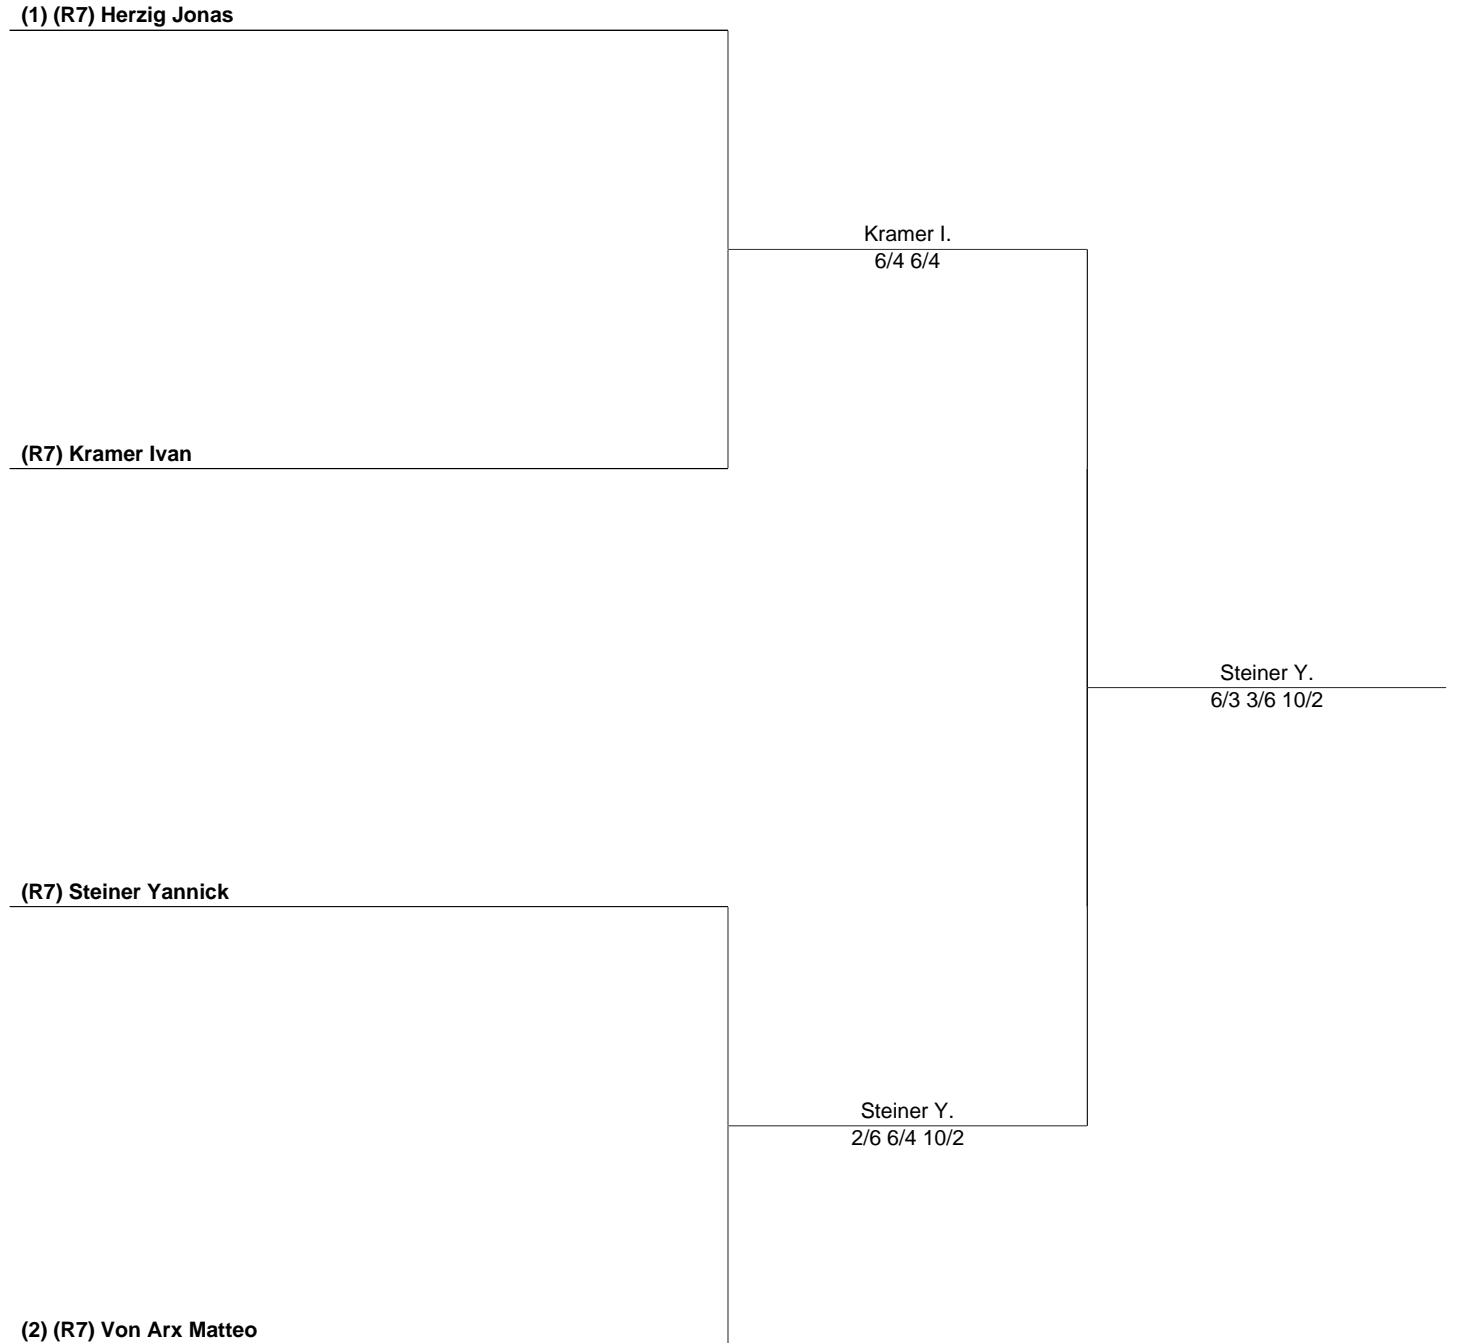 (1) (R7) Herzig Jonas
Kramer I.
6/4 6/4
(R7) Kramer Ivan
Steiner Y.
6/3 3/6 10/2
(R7) Steiner Yannick
Steiner Y.
2/6 6/4 10/2
(2) (R7) Von Arx Matteo